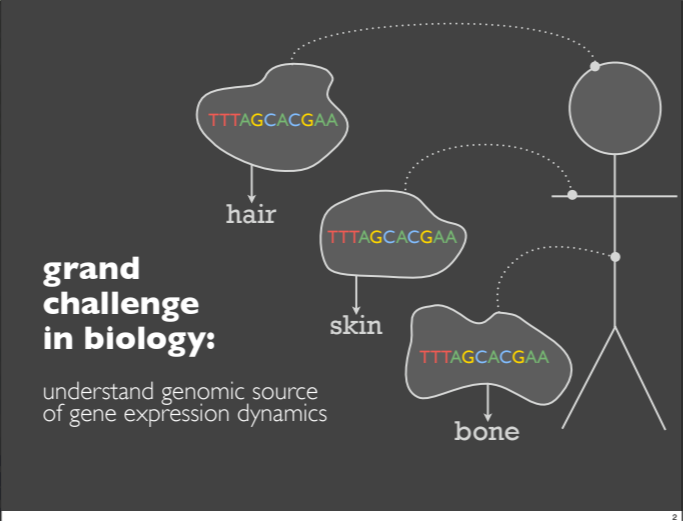 TTTAGCACGAA
hair
TTTAGCACGAA
skin
TTTAGCACGAA
bone
grand
challenge
in biology:
understand genomic source
of gene expression dynamics
2